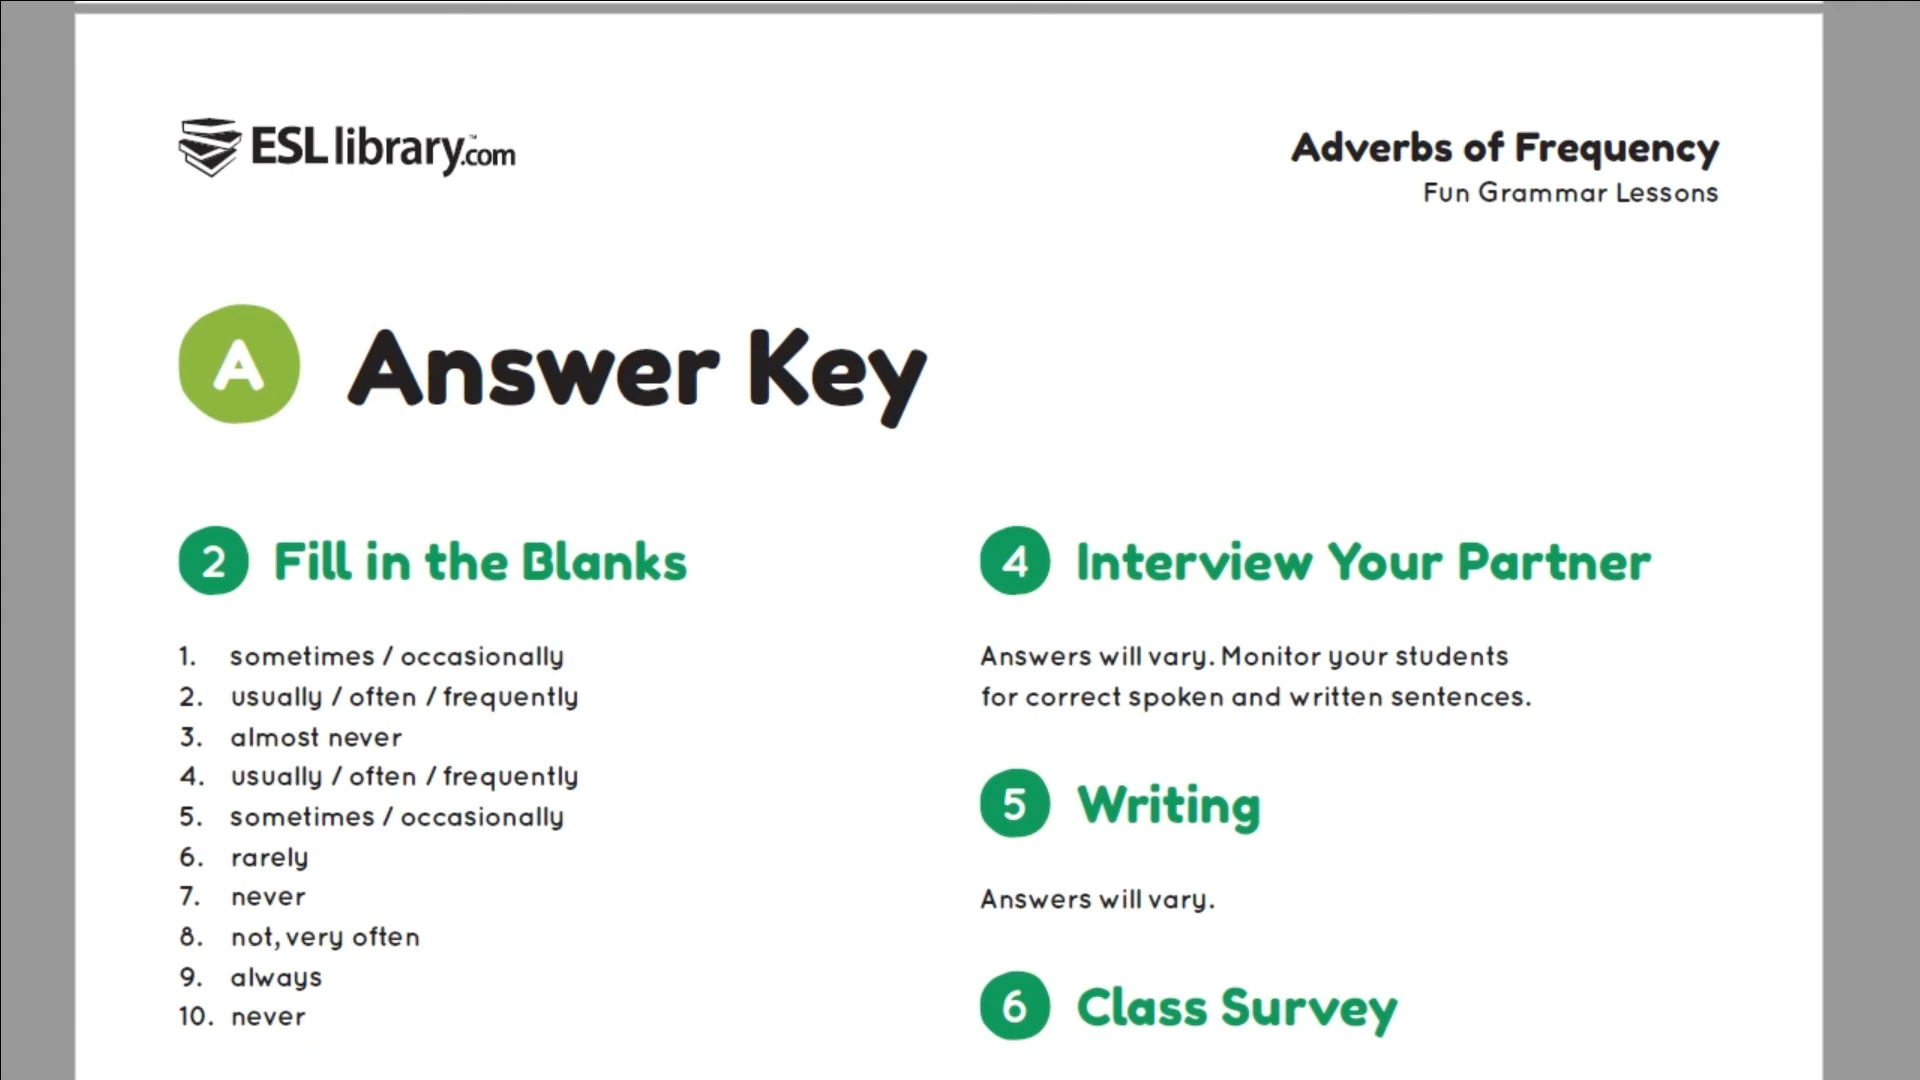 ESL library.com™
Adverbs of Frequency
Fun Grammar Lessons
A Answer Key
2 Fill in the Blanks
1. sometimes / occasionally
2. usually / often / frequently
3. almost never
4. usually / often / frequently
5. sometimes / occasionally
6. rarely
7. never
8. not, very often
9. always
10. never
4 Interview Your Partner
Answers will vary. Monitor your students
for correct spoken and written sentences.
5 Writing
Answers will vary.
6 Class Survey